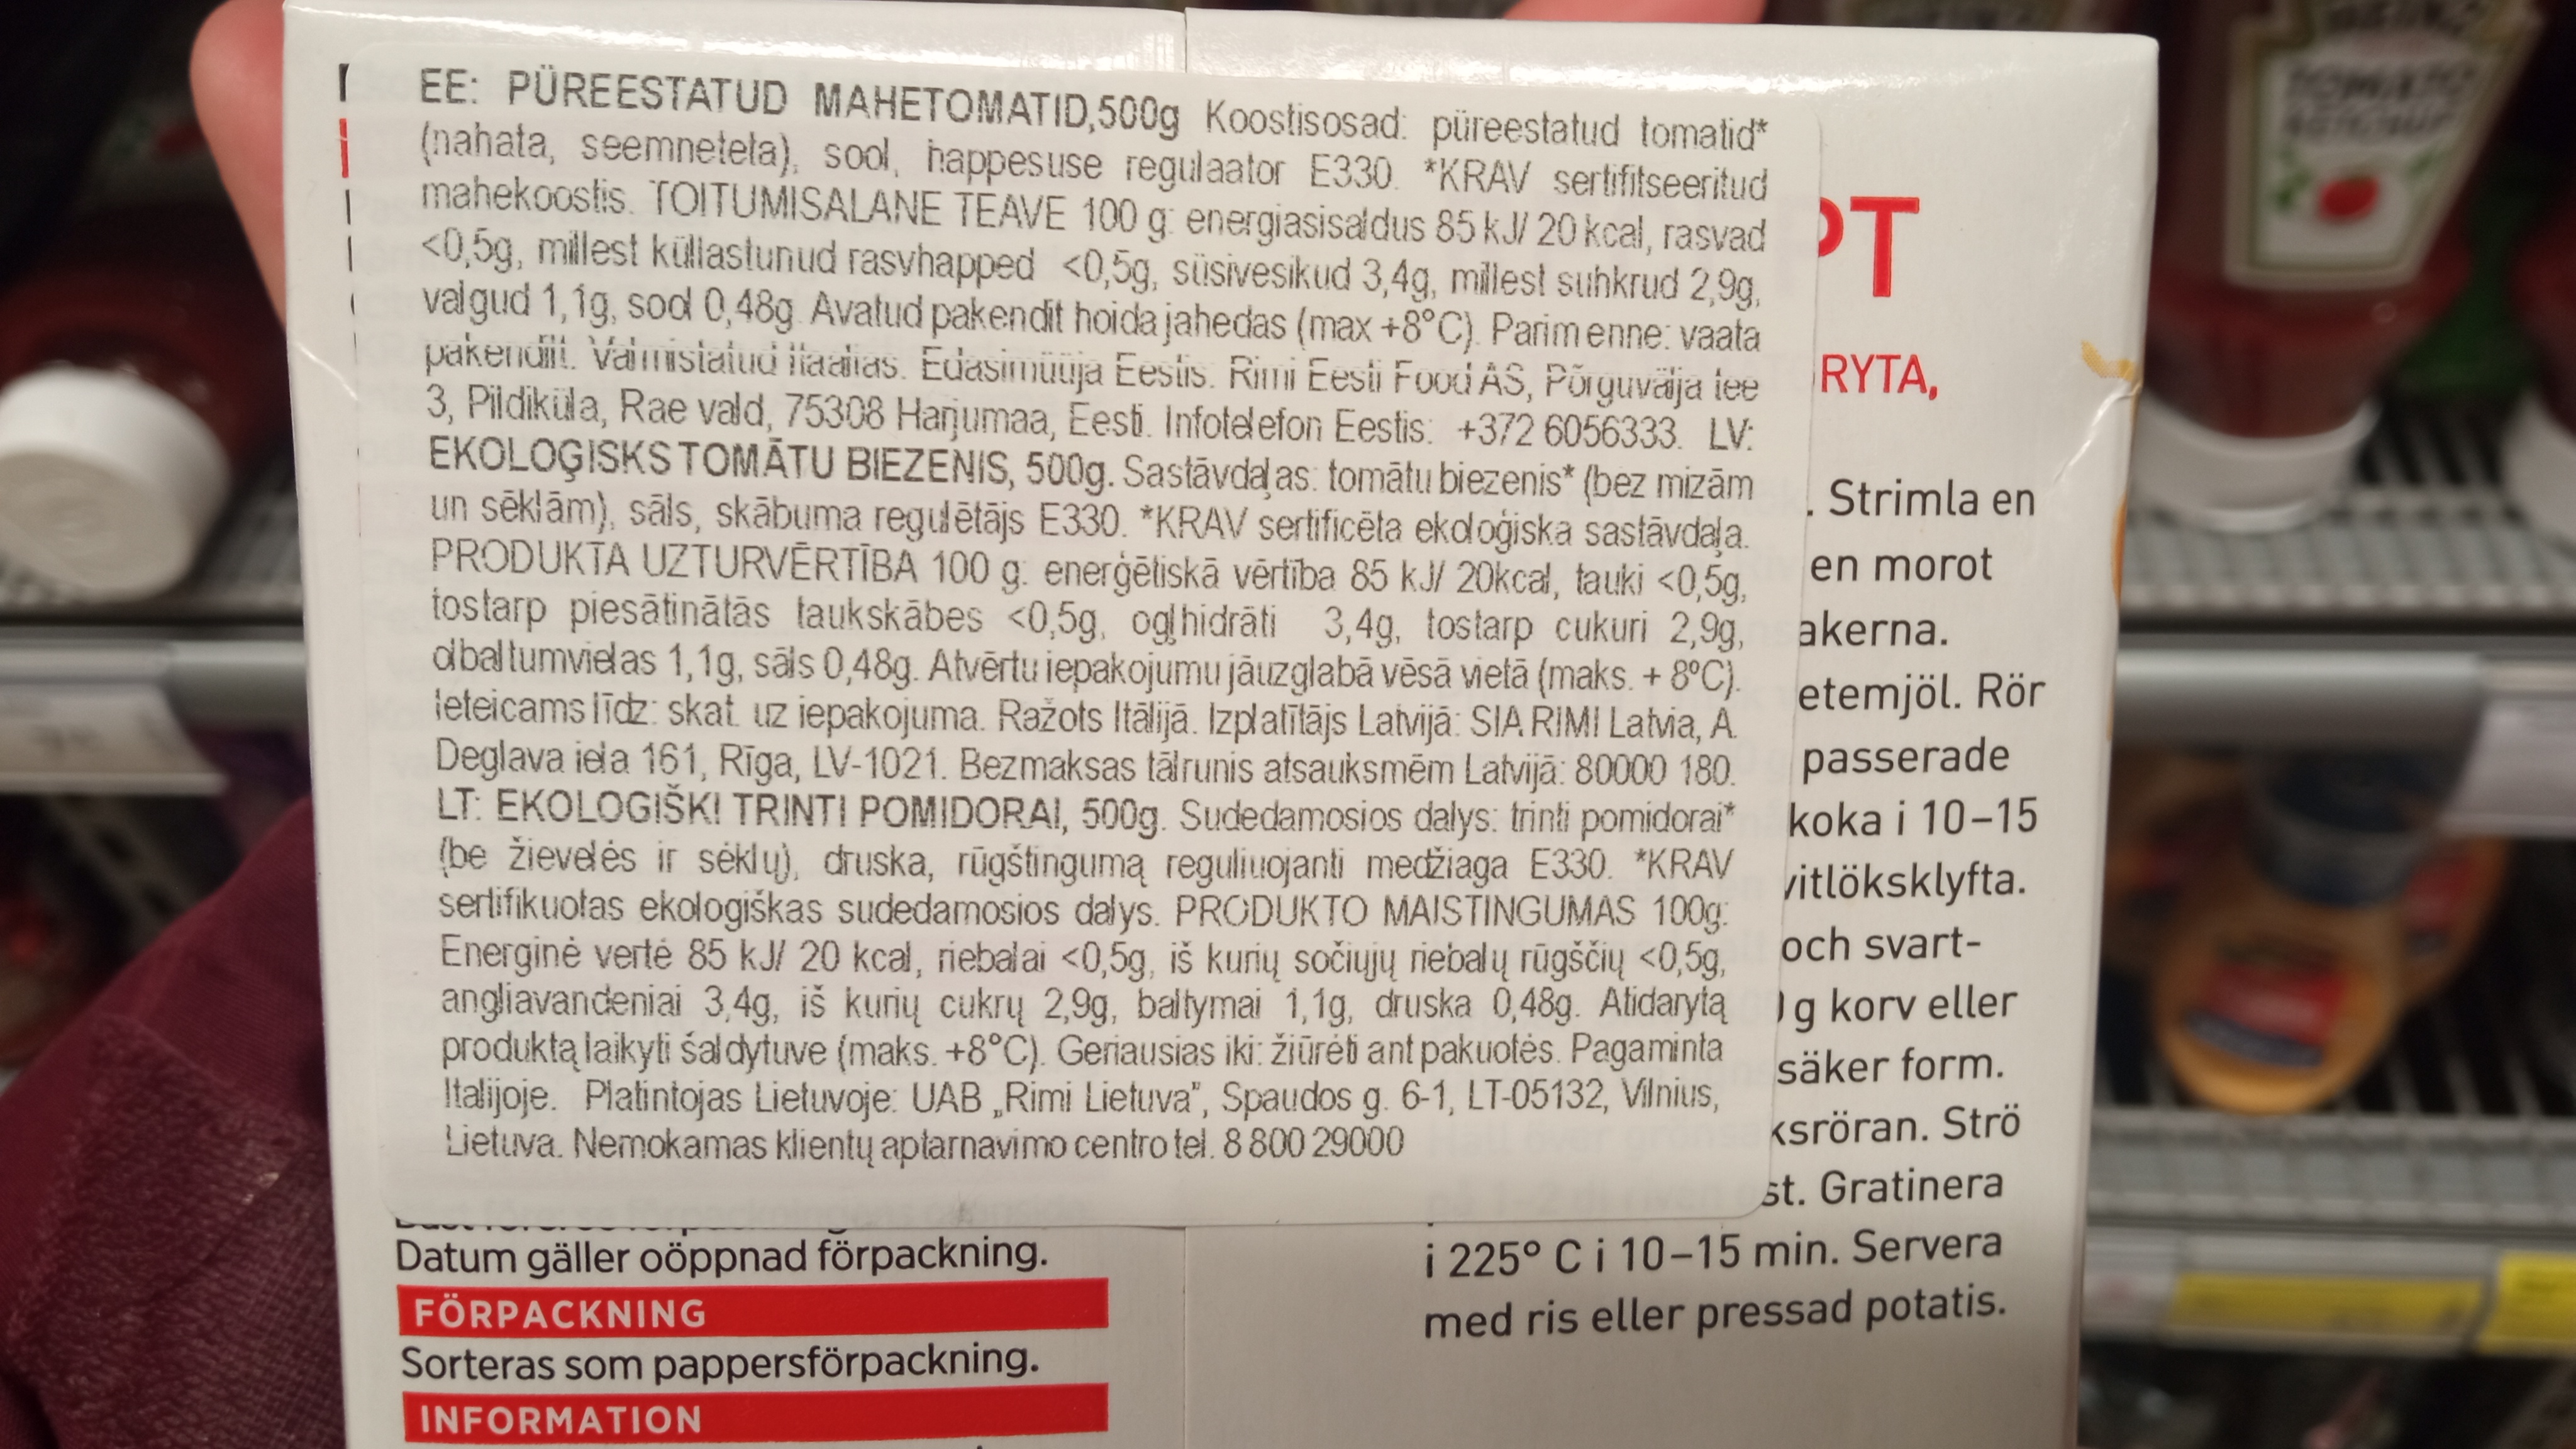 EE: PÜREESTATUD MAHETOMATID,500g Koostisosad: püreestatud tomatid*
(nahata, seemneteta), sool, happesuse regulaator E330. *KRAV sertifitseeritud
mahekoostis. TOITUMISALANE TEAVE 100 g: energiasisaldus 85 kJ/ 20 kcal, rasvad
<0,5g, millest küllastunud rasvhapped <0,5g, süsivesikud 3,4g, millest suhkrud 2,9g,
valgud 1,1g, sool 0,48g. Avatud pakendit hoida jahedas (max +8°C). Parim enne: vaata
pakendilt. Valmistatud Itaalias. Edasimüüja Eestis: Rimi Eesti Food AS, Põrguvälja tee
3, Pildiküla, Rae vald, 75308 Harjumaa, Eesti. Infotelefon Eestis: +372 6056333. LV:
EKOLOĢISKS TOMĀTU BIEZENIS, 500g. Sastāvdaļas: tomātu biezenis* (bez mizām
un sēklām), sāls, skābuma regulētājs E330. *KRAV sertificēta ekoloģiska sastāvdaļa.
PRODUKTA UZTURVĒRTĪBA 100 g: enerģētiskā vērtība 85 kJ/ 20kcal, tauki <0,5g,
tostarp piesātinātās taukskābes <0,5g, ogļhidrāti 3,4g, tostarp cukuri 2,9g,
olbaltumvielas 1,1g, sāls 0,48g. Atvērtu iepakojumu jāuzglabā vēsā vietā (maks. + 8ºC).
Ieteicams līdz: skat. uz iepakojuma. Ražots Itālijā. Izplatītājs Latvijā: SIA RIMI Latvia, A.
Deglava iela 161, Rīga, LV-1021. Bezmaksas tālrunis atsauksmēm Latvijā: 80000 180.
LT: EKOLOGIŠKI TRINTI POMIDORAI, 500g. Sudedamosios dalys: trinti pomidorai*
(be žievelės ir sėklų), druska, rūgštingumą reguliuojanti medžiaga E330. *KRAV
sertifikuotas ekologiškas sudedamosios dalys. PRODUKTO MAISTINGUMAS 100g:
Energinė vertė 85 kJ/ 20 kcal, riebalai <0,5g, iš kurių sočiųjų riebalų rūgščių <0,5g,
angliavandeniai 3,4g, iš kurių cukrų 2,9g, baltymai 1,1g, druska 0,48g. Atidarytą
produktą laikyti šaldytuve (maks. +8°C). Geriausias iki: žiūrėti ant pakuotės. Pagaminta
Italijoje. Platintojas Lietuvoje: UAB „Rimi Lietuva", Spaudos g. 6-1, LT-05132, Vilnius,
Lietuva. Nemokamas klientų aptarnavimo centro tel. 8 800 29000
Datum gäller oöppnad förpackning.
FÖRPACKNING
Sorteras som pappersförpackning.
INFORMATION
PT
RYTA,
. Strimla en
en morot
akerna.
etemjöl. Rör
passerade
koka i 10–15
vitlöksklyfta.
och svart-
g korv eller
säker form.
ksröran. Strö
st. Gratinera
i 225° C i 10–15 min. Servera
med ris eller pressad potatis.
TOMATO
KETCHUP